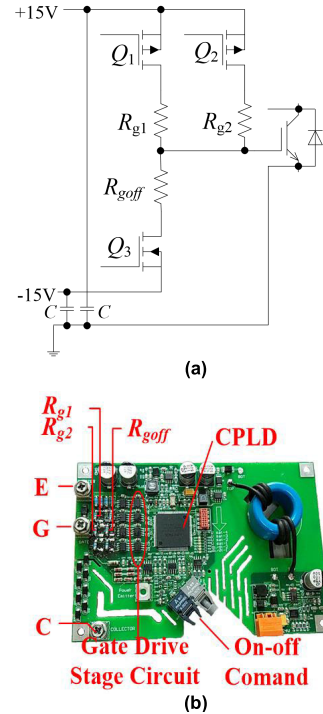 +15V
Q1
Q2
Rg1
Rg2
Rgoff
Q3
-15V
C
C
(a)
Rg1
Rg2
Rgoff
CPLD
E
G
C
COLLECTOR
Gate Drive
Stage Circuit
On-off
Comand
(b)